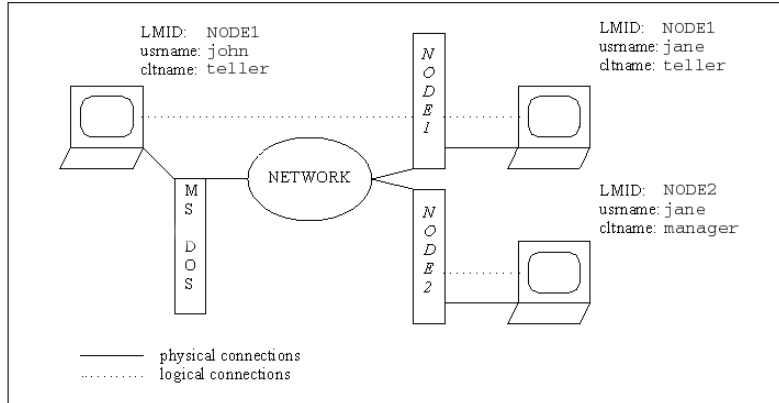 LMID: NODE1
usrname: john
cltname: teller
LMID: NODE1
usrname: jane
cltname: teller
NODE1
NETWORK
MS DOS
LMID: NODE2
usrname: jane
cltname: manager
NODE2
physical connections
logical connections